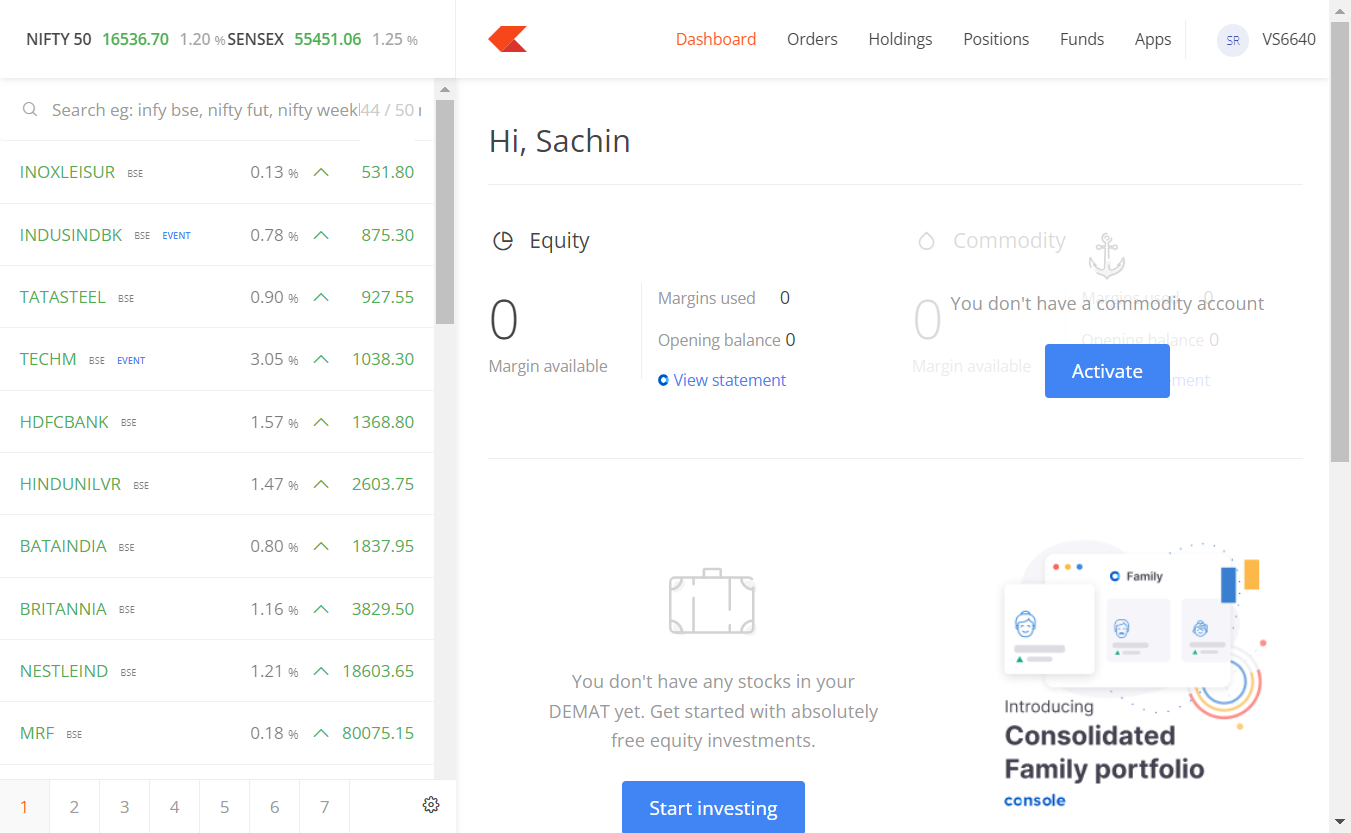 NIFTY 50 16536.70 1.20 % SENSEX 55451.06 1.25 %
Dashboard Orders Holdings Positions Funds Apps SR VS6640
Search eg: infy bse, nifty fut, nifty week 44 / 50
INOXLEISUR BSE 0.13 % 531.80
INDUSINDBK BSE EVENT 0.78 % 875.30
TATASTEEL BSE 0.90 % 927.55
TECHM BSE EVENT 3.05 % 1038.30
HDFCBANK BSE 1.57 % 1368.80
HINDUNILVR BSE 1.47 % 2603.75
BATAINDIA BSE 0.80 % 1837.95
BRITANNIA BSE 1.16 % 3829.50
NESTLEIND BSE 1.21 % 18603.65
MRF BSE 0.18 % 80075.15
1 2 3 4 5 6 7
Hi, Sachin
Equity
0
Margin available
Margins used 0
Opening balance 0
View statement
Commodity
0
Margin available
Margins used 0
You don't have a commodity account
Opening balance 0
Activate
ement
You don't have any stocks in your
DEMAT yet. Get started with absolutely
free equity investments.
Start investing
Family
Introducing
Consolidated
Family portfolio
console